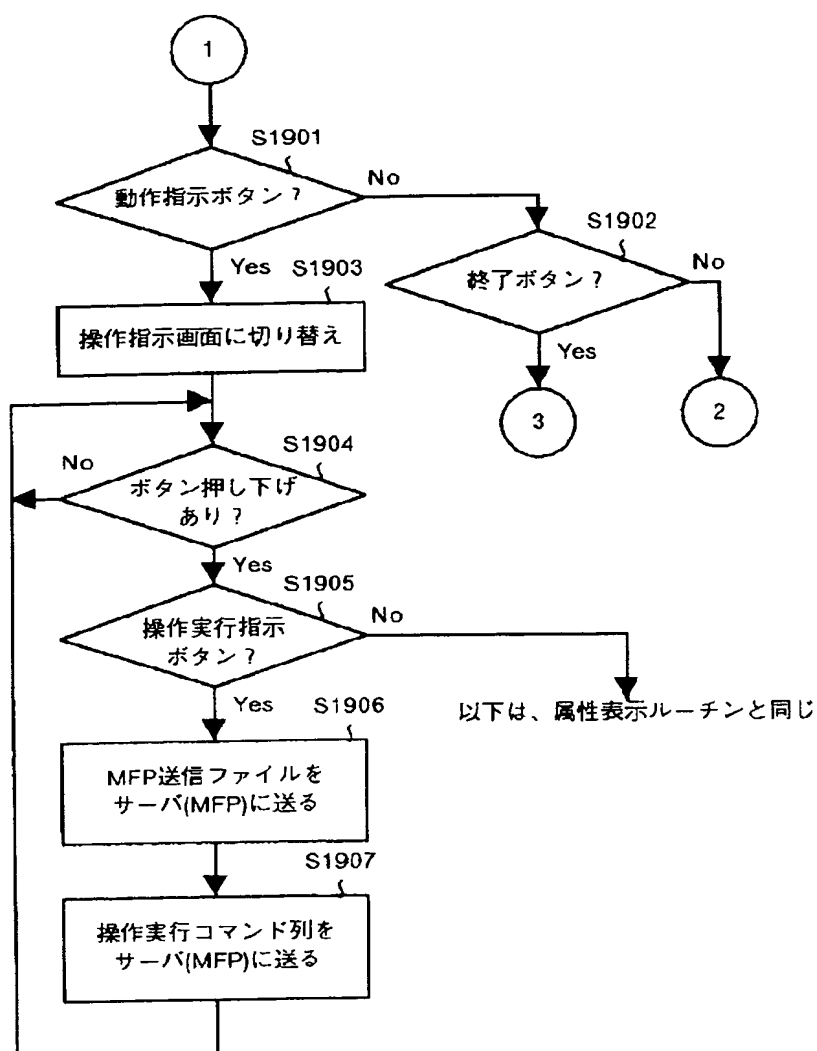 1
S1901
動作指示ボタン？
No
Yes
S1902
終了ボタン？
No
Yes
3
2
S1903
操作指示画面に切り替え
S1904
ボタン押し下げ
あり？
No
Yes
S1905
操作実行指示
ボタン？
No
Yes
以下は、属性表示ルーチンと同じ
S1906
MFP送信ファイルを
サーバ(MFP)に送る
S1907
操作実行コマンド列を
サーバ(MFP)に送る